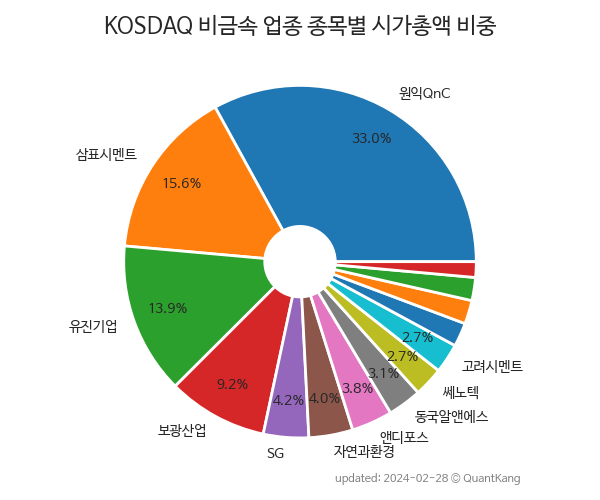 KOSDAQ 비금속 업종 종목별 시가총액 비중
원익QnC
33.0%
삼표시멘트
15.6%
유진기업
13.9%
보광산업
9.2%
SG
4.2%
자연과환경
4.0%
앤디포스
3.8%
동국알앤에스
3.1%
쎄노텍
2.7%
고려시멘트
2.7%
updated: 2024-02-28 © QuantKang